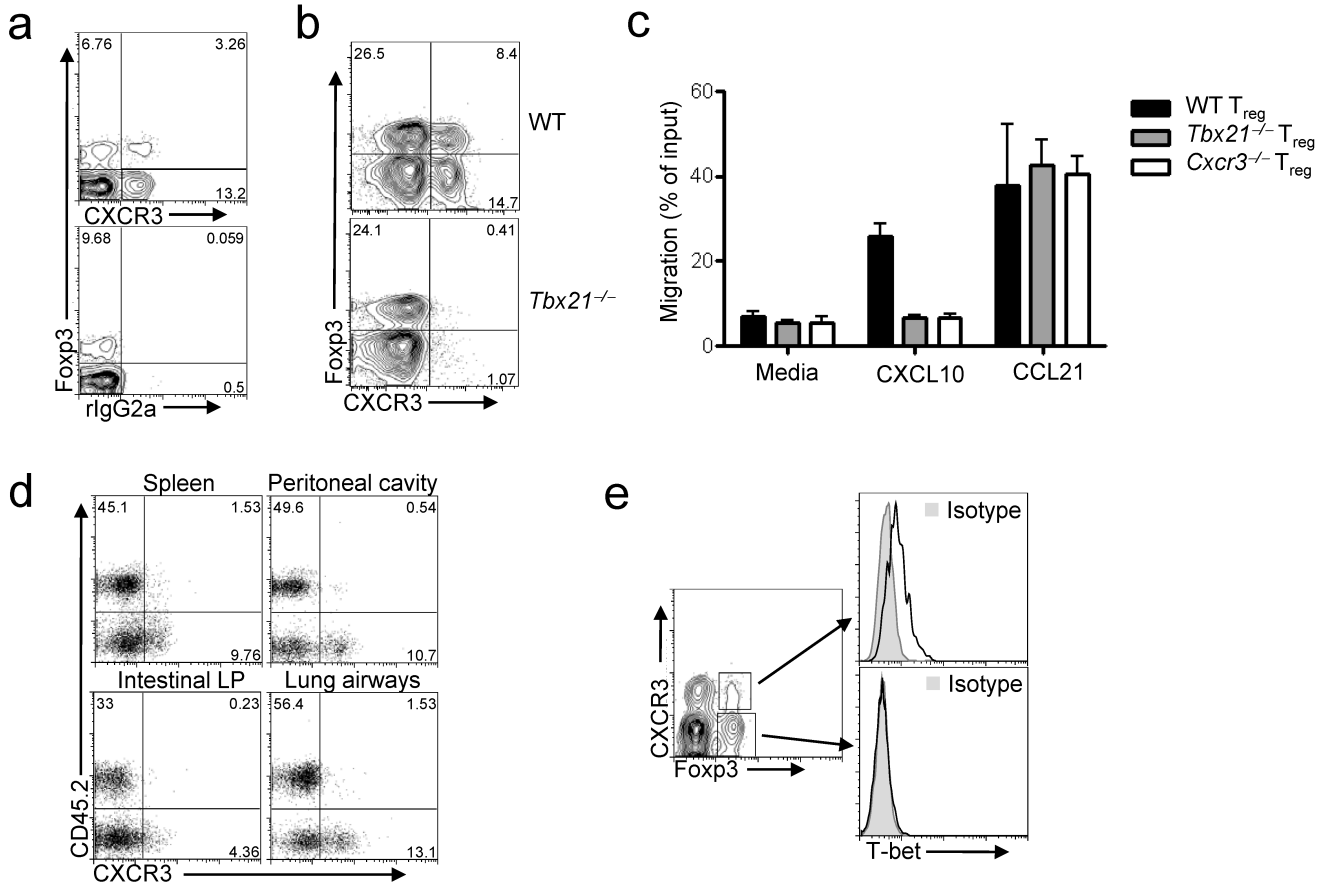 a
6.76 3.26
13.2
CXCR3
9.68 0.059
0.5
Foxp3
rIgG2a
b
26.5 8.4
WT
14.7
24.1 0.41
Tbx21–/–
1.07
Foxp3
CXCR3
c
Migration (% of input)
60
40
20
0
Media CXCL10 CCL21
WT Treg
Tbx21–/– Treg
Cxcr3–/– Treg
d
Spleen Peritoneal cavity
45.1 1.53 49.6 0.54
9.76 10.7
Intestinal LP Lung airways
33 0.23 56.4 1.53
4.36 13.1
CD45.2
CXCR3
e
CXCR3
Foxp3
Isotype
Isotype
T-bet